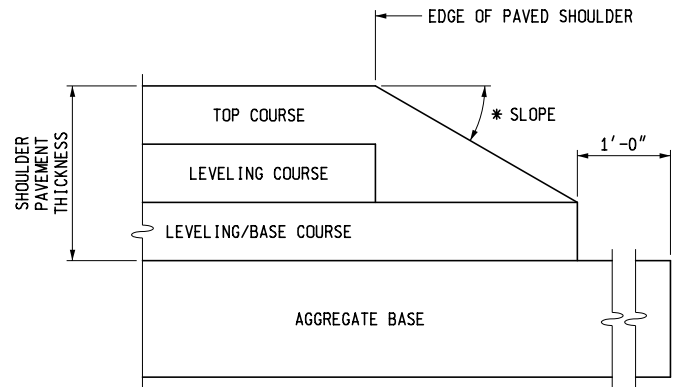 EDGE OF PAVED SHOULDER
TOP COURSE
* SLOPE
1'-0"
SHOULDER
PAVEMENT
THICKNESS
LEVELING COURSE
LEVELING/BASE COURSE
AGGREGATE BASE